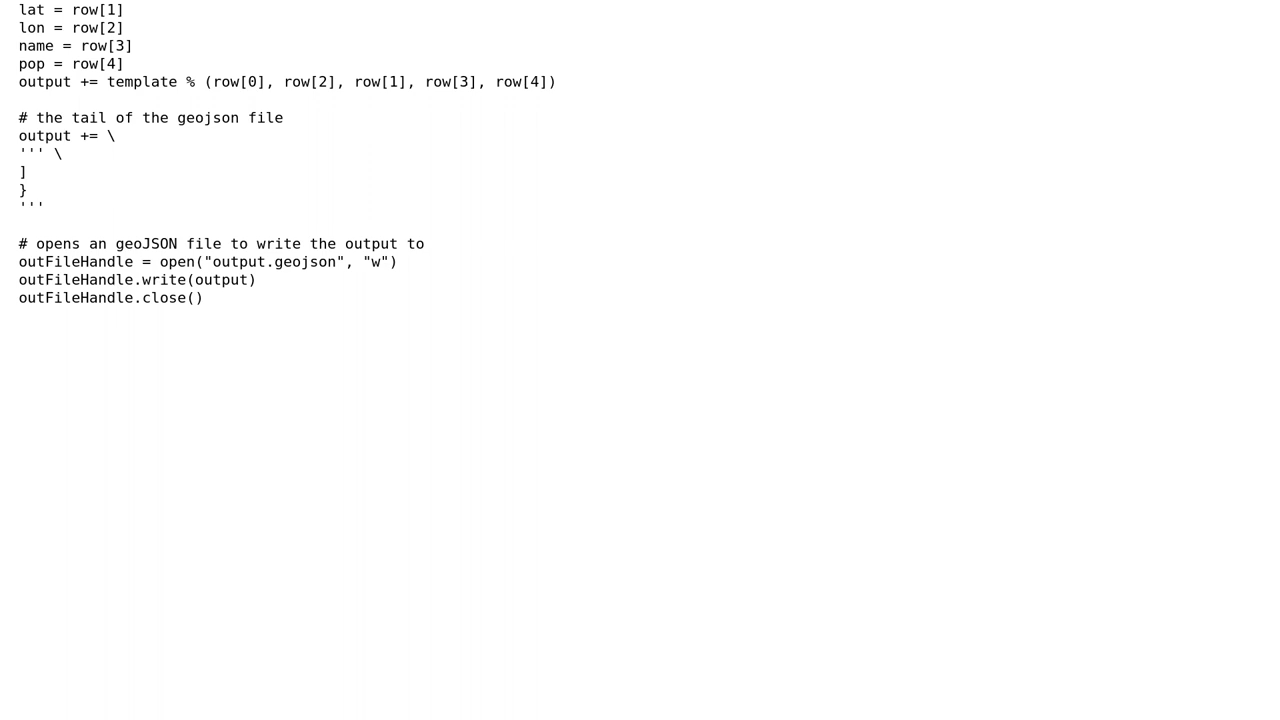 lat = row[1]
lon = row[2]
name = row[3]
pop = row[4]
output += template % (row[0], row[2], row[1], row[3], row[4])

# the tail of the geojson file
output += \
''' \
]
}
'''

# opens an geoJSON file to write the output to
outFileHandle = open("output.geojson", "w")
outFileHandle.write(output)
outFileHandle.close()